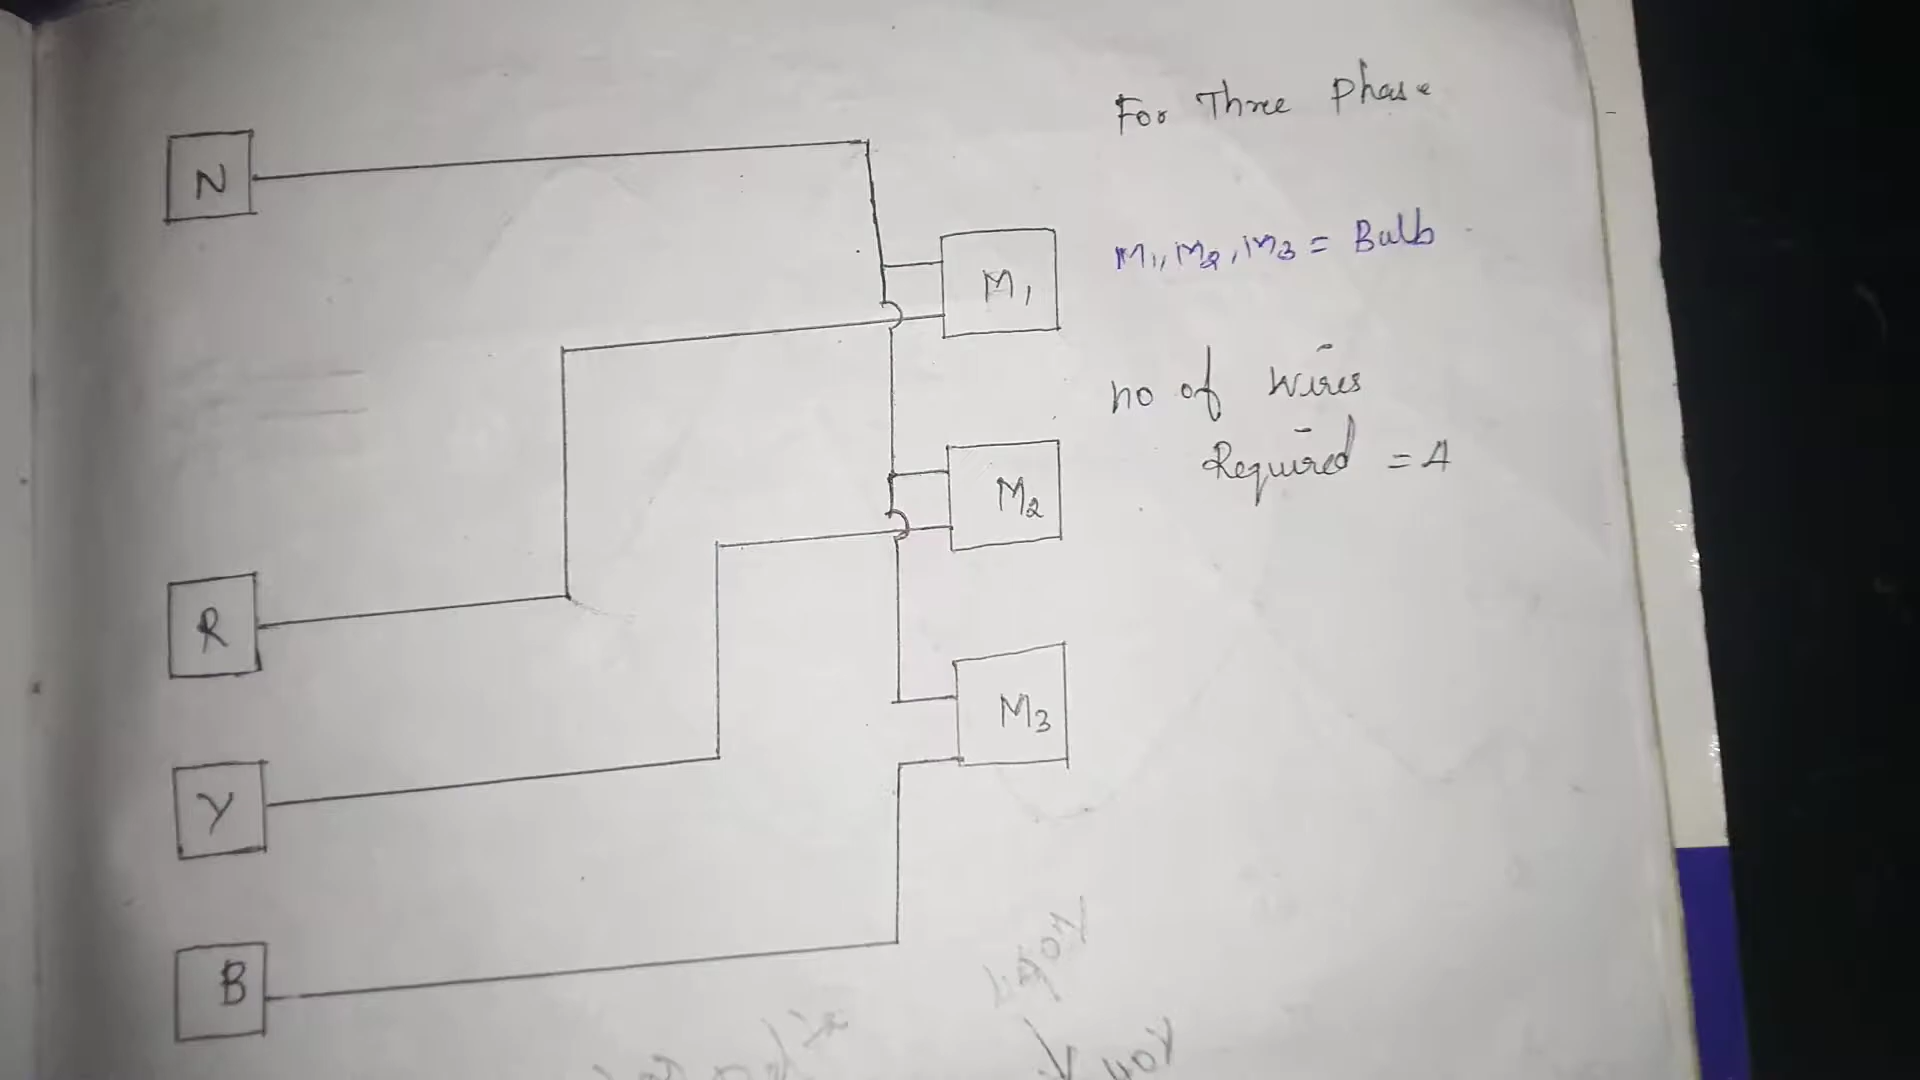 For Three Phase
N
M1, M2, M3 = Bulb
M1
no of wires
Required = 4
M2
R
M3
Y
B